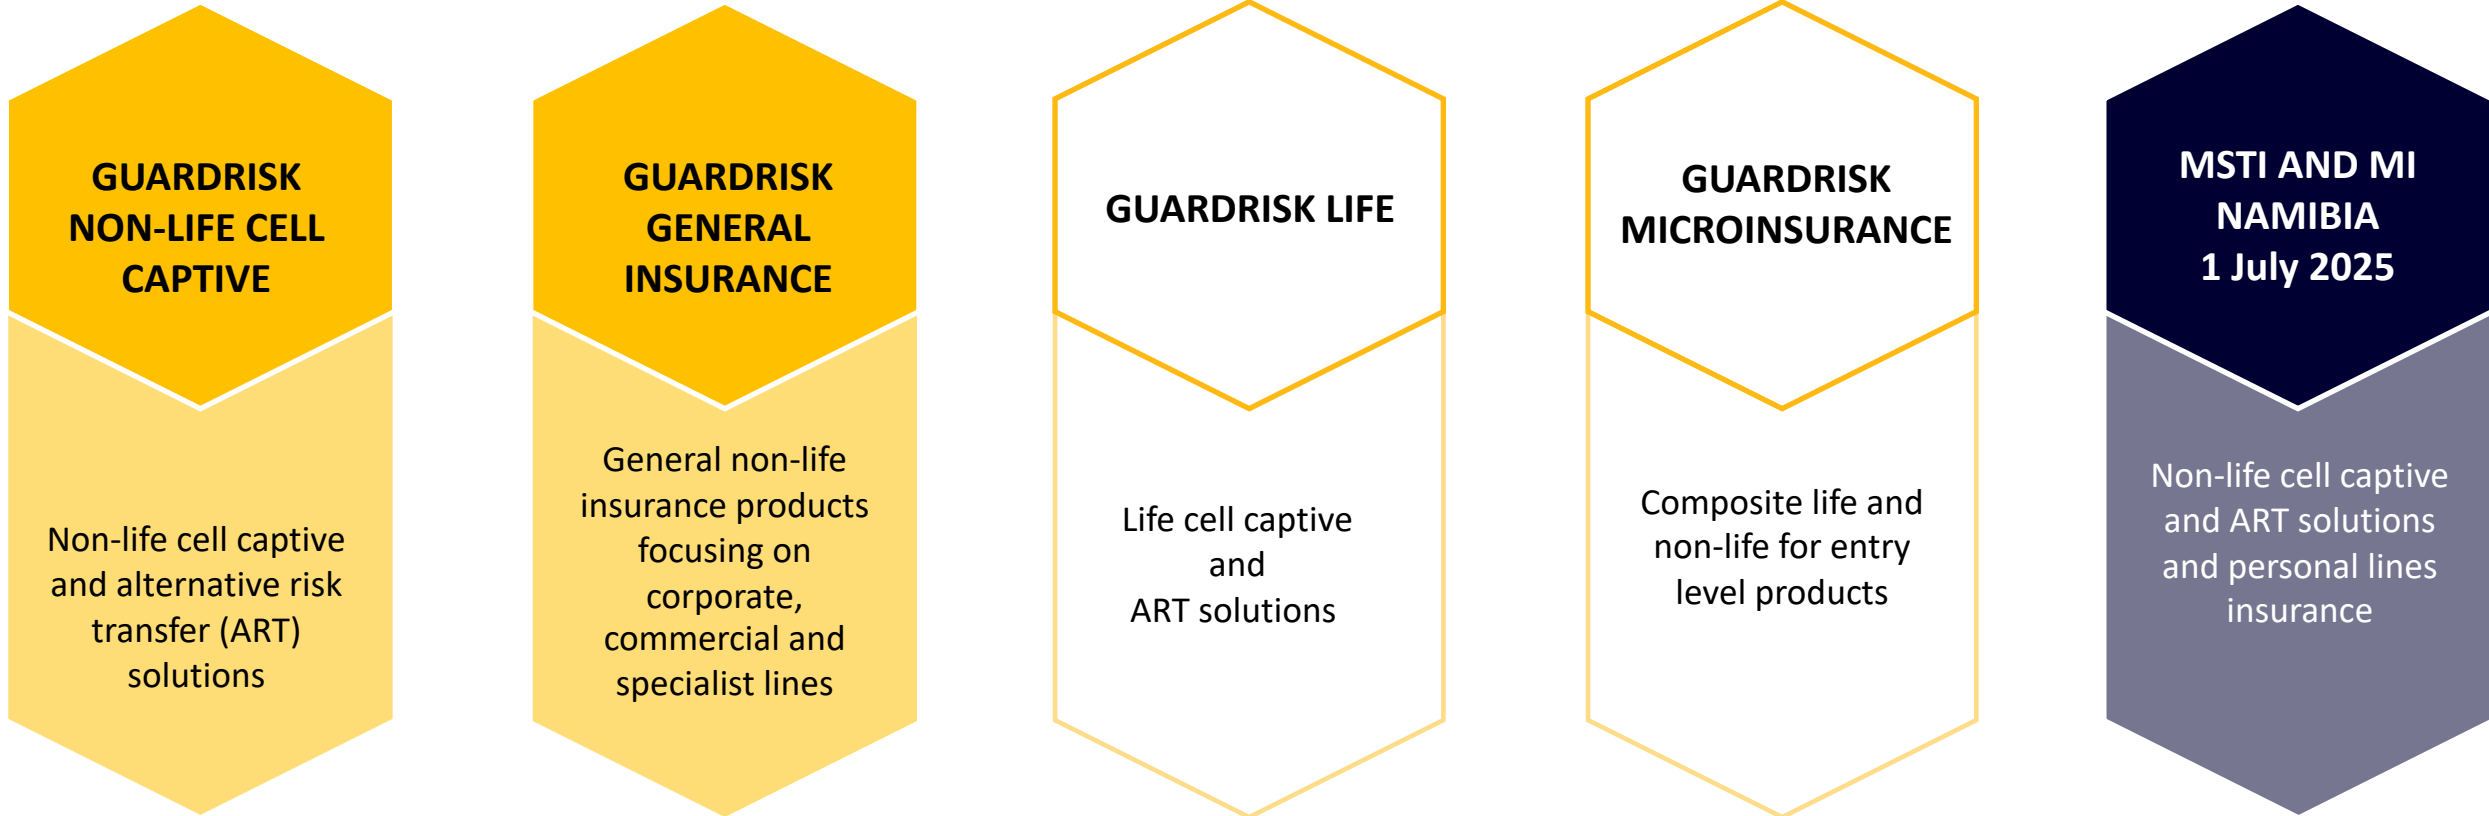 GUARDRISK
NON-LIFE CELL
CAPTIVE
Non-life cell captive
and alternative risk
transfer (ART)
solutions
GUARDRISK
GENERAL
INSURANCE
General non-life
insurance products
focusing on
corporate,
commercial and
specialist lines
GUARDRISK LIFE
Life cell captive
and
ART solutions
GUARDRISK
MICROINSURANCE
Composite life and
non-life for entry
level products
MSTI AND MI
NAMIBIA
1 July 2025
Non-life cell captive
and ART solutions
and personal lines
insurance